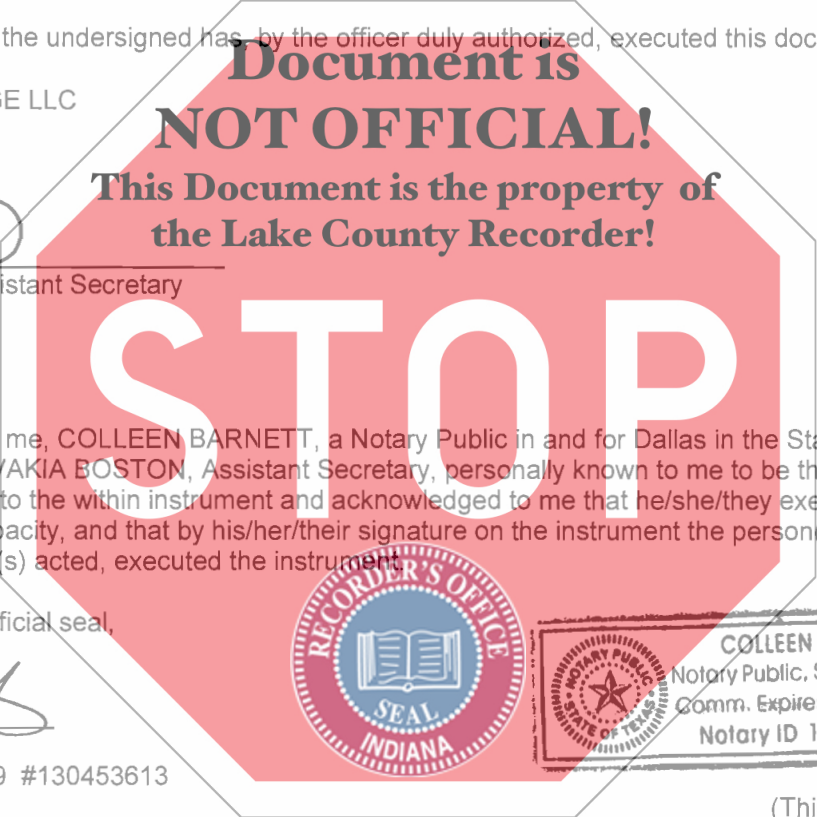 the undersigned has, by the officer duly authorized, executed this doc
Document is
GE LLC
NOT OFFICIAL!
This Document is the property of
the Lake County Recorder!
istant Secretary
STOP
me, COLLEEN BARNETT, a Notary Public in and for Dallas in the Sta
YAKIA BOSTON, Assistant Secretary, personally known to me to be th
to the within instrument and acknowledged to me that he/she/they exe
pacity, and that by his/her/their signature on the instrument the person
(s) acted, executed the instrument.
RECORDER'S OFFICE
SEAL
INDIANA
ficial seal,
NOTARY PUBLIC
STATE OF TEXAS
COLLEEN
Notary Public, S
Comm. Expire
Notary ID 1
9 #130453613
(Thi